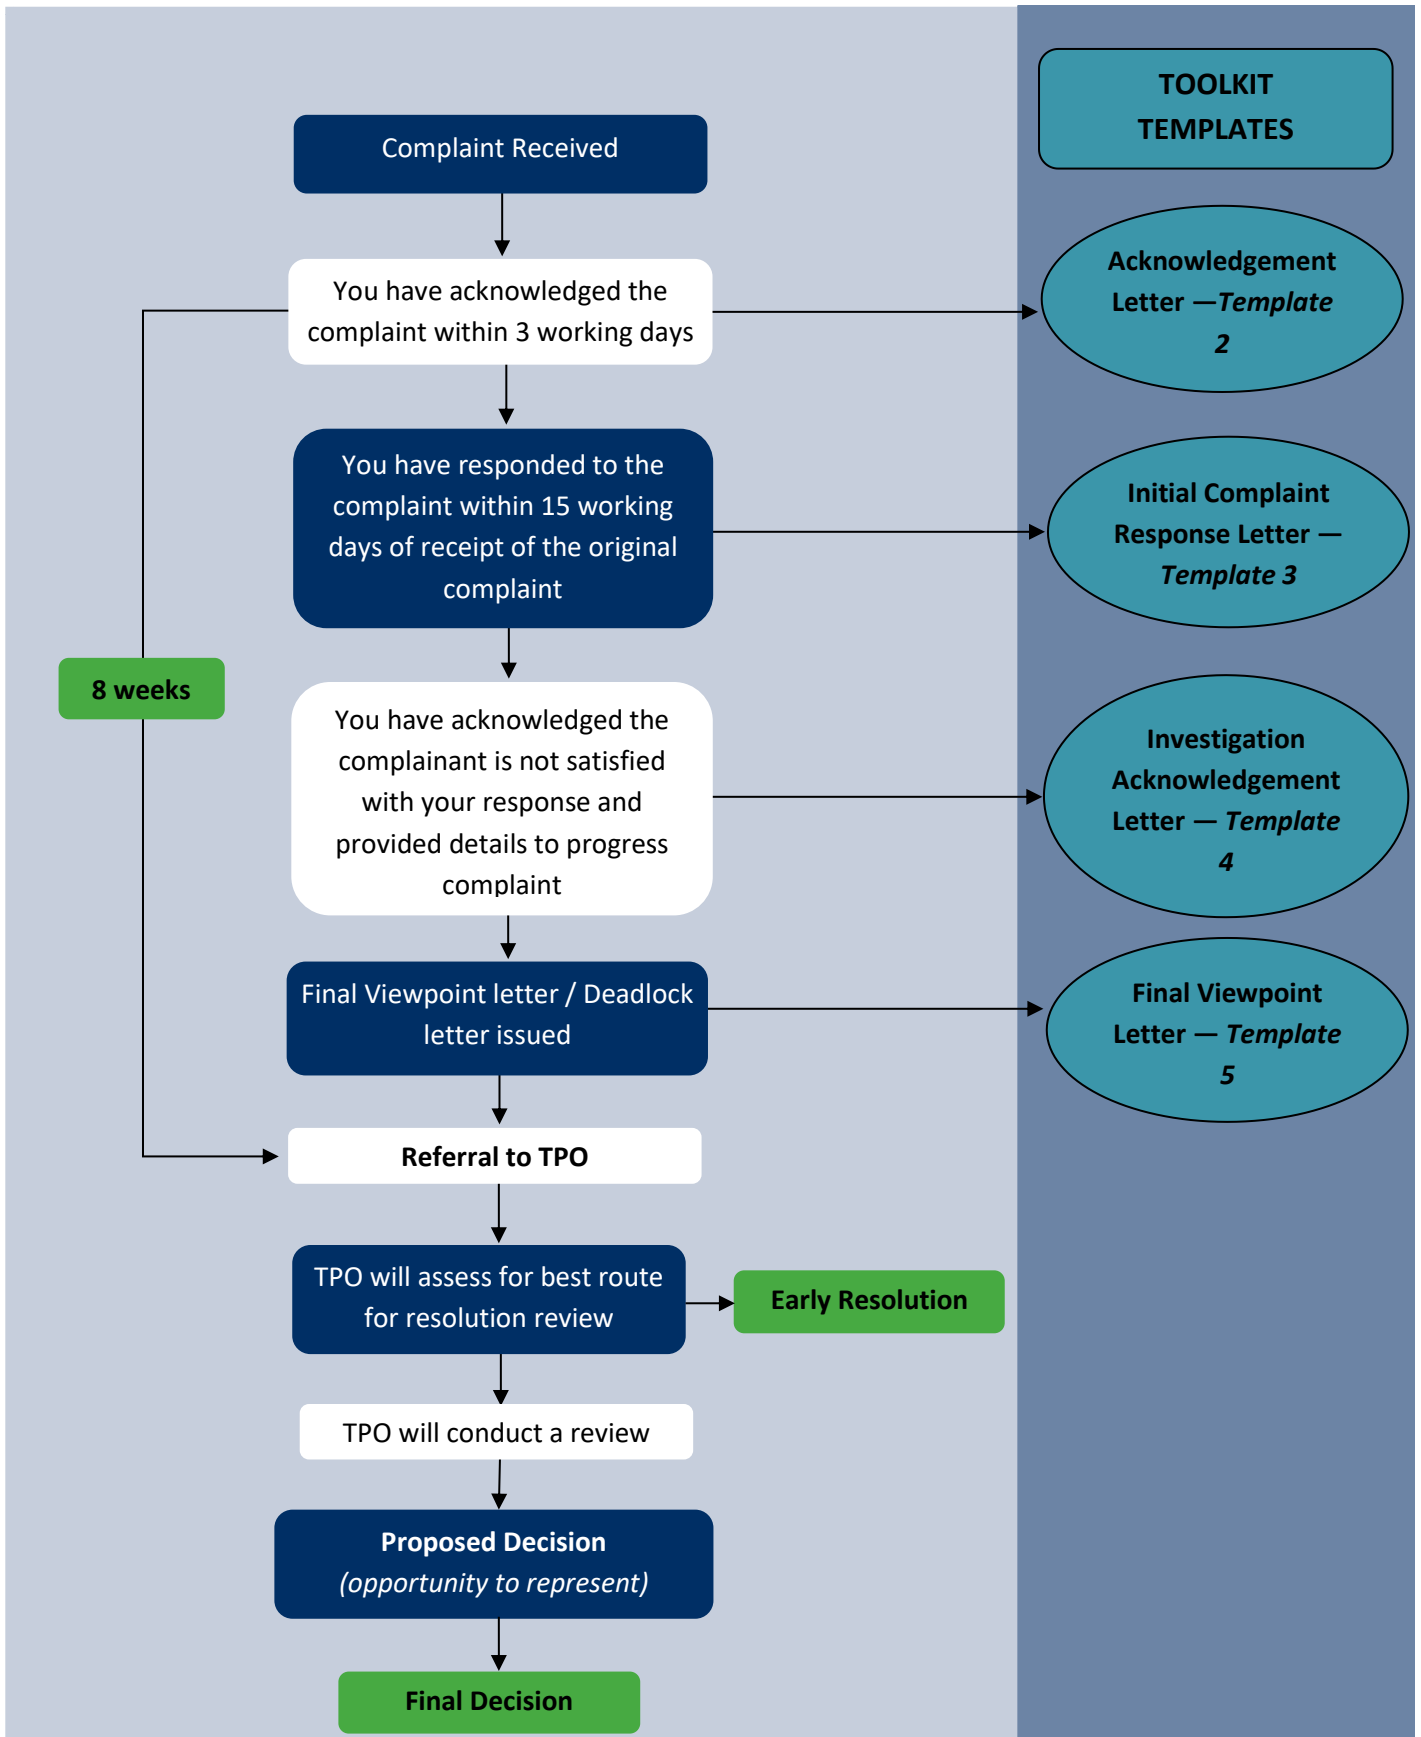 TOOLKIT
TEMPLATES
Complaint Received
You have acknowledged the
complaint within 3 working days
Acknowledgement
Letter —Template
2
You have responded to the
complaint within 15 working
days of receipt of the original
complaint
Initial Complaint
Response Letter —
Template 3
8 weeks
You have acknowledged the
complainant is not satisfied
with your response and
provided details to progress
complaint
Investigation
Acknowledgement
Letter — Template
4
Final Viewpoint letter / Deadlock
letter issued
Final Viewpoint
Letter — Template
5
Referral to TPO
TPO will assess for best route
for resolution review
Early Resolution
TPO will conduct a review
Proposed Decision
(opportunity to represent)
Final Decision